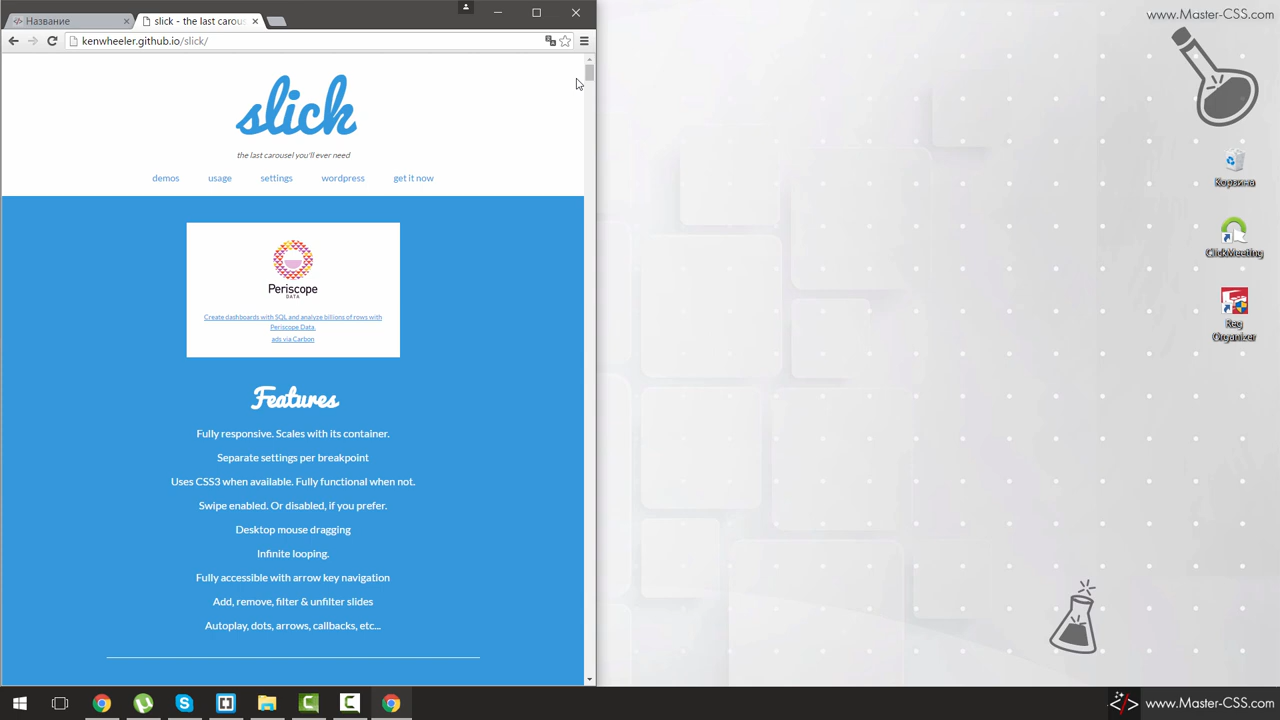 Название
slick - the last carous
kenwheeler.github.io/slick/
slick
the last carousel you'll ever need
demos
usage
settings
wordpress
get it now
Periscope
DATA
Create dashboards with SQL and analyze billions of rows with
Periscope Data.
ads via Carbon
Features
Fully responsive. Scales with its container.
Separate settings per breakpoint
Uses CSS3 when available. Fully functional when not.
Swipe enabled. Or disabled, if you prefer.
Desktop mouse dragging
Infinite looping.
Fully accessible with arrow key navigation
Add, remove, filter & unfilter slides
Autoplay, dots, arrows, callbacks, etc...
www.Master-CSS.com
Корзина
ClickMeeting
Reg
Organizer
www.Master-CSS.com